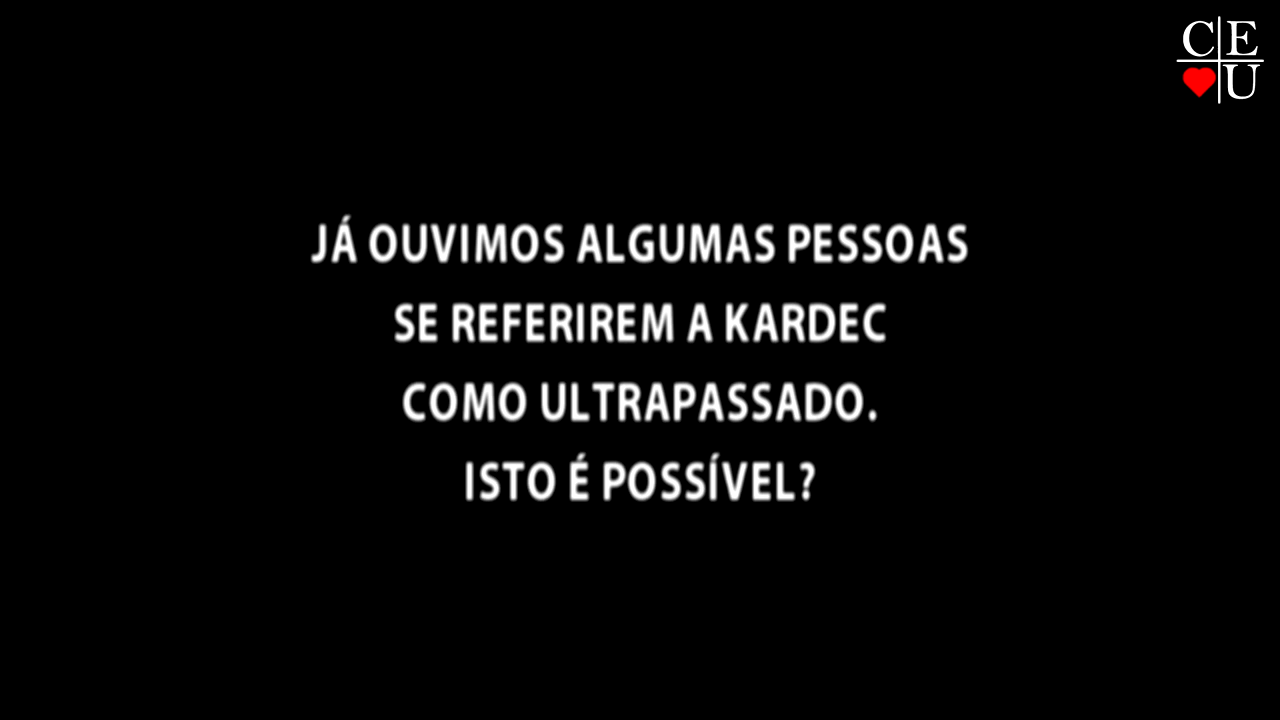 CE
U
JÁ OUVIMOS ALGUMAS PESSOAS
SE REFERIREM A KARDEC
COMO ULTRAPASSADO.
ISTO É POSSÍVEL?